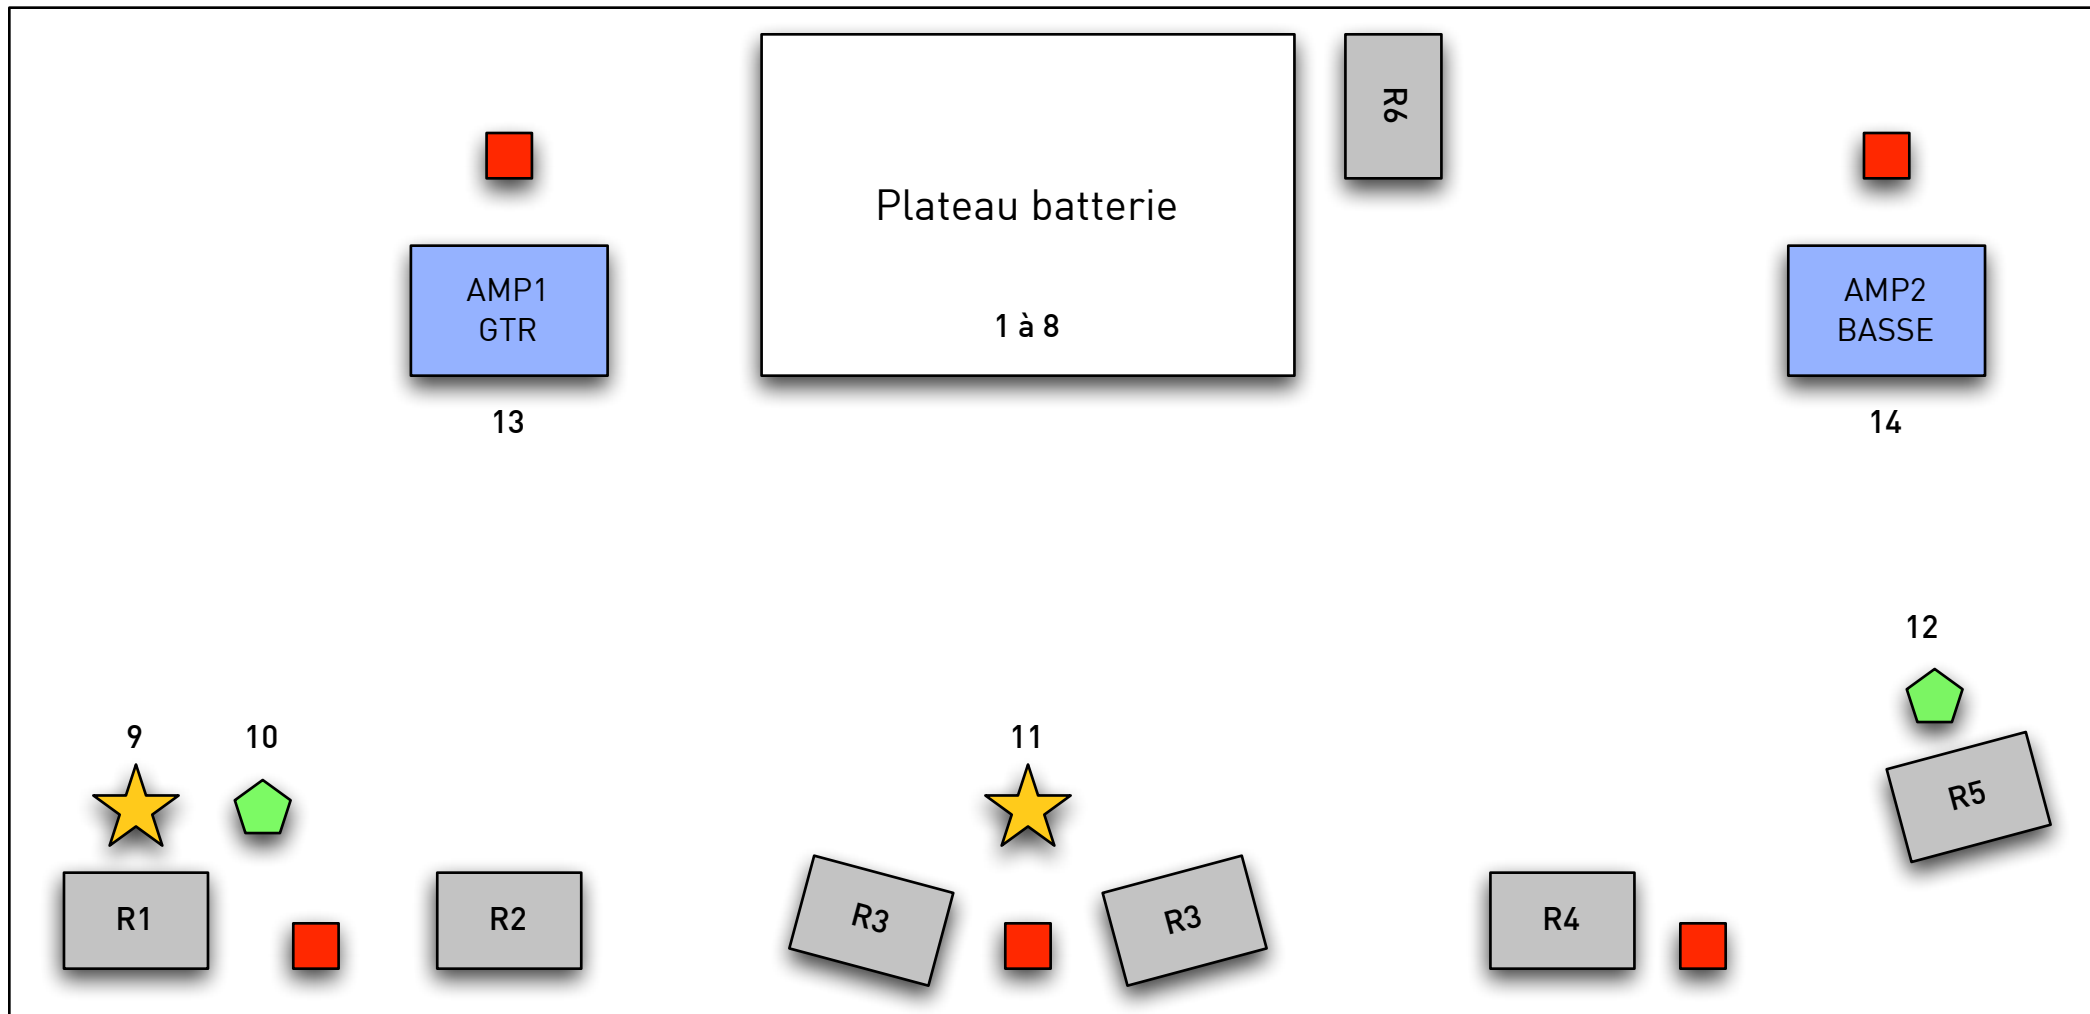 R6
Plateau batterie
1 à 8
AMP1
GTR
13
AMP2
BASSE
14
12
9
10
11
R5
R1
R2
R3
R3
R4